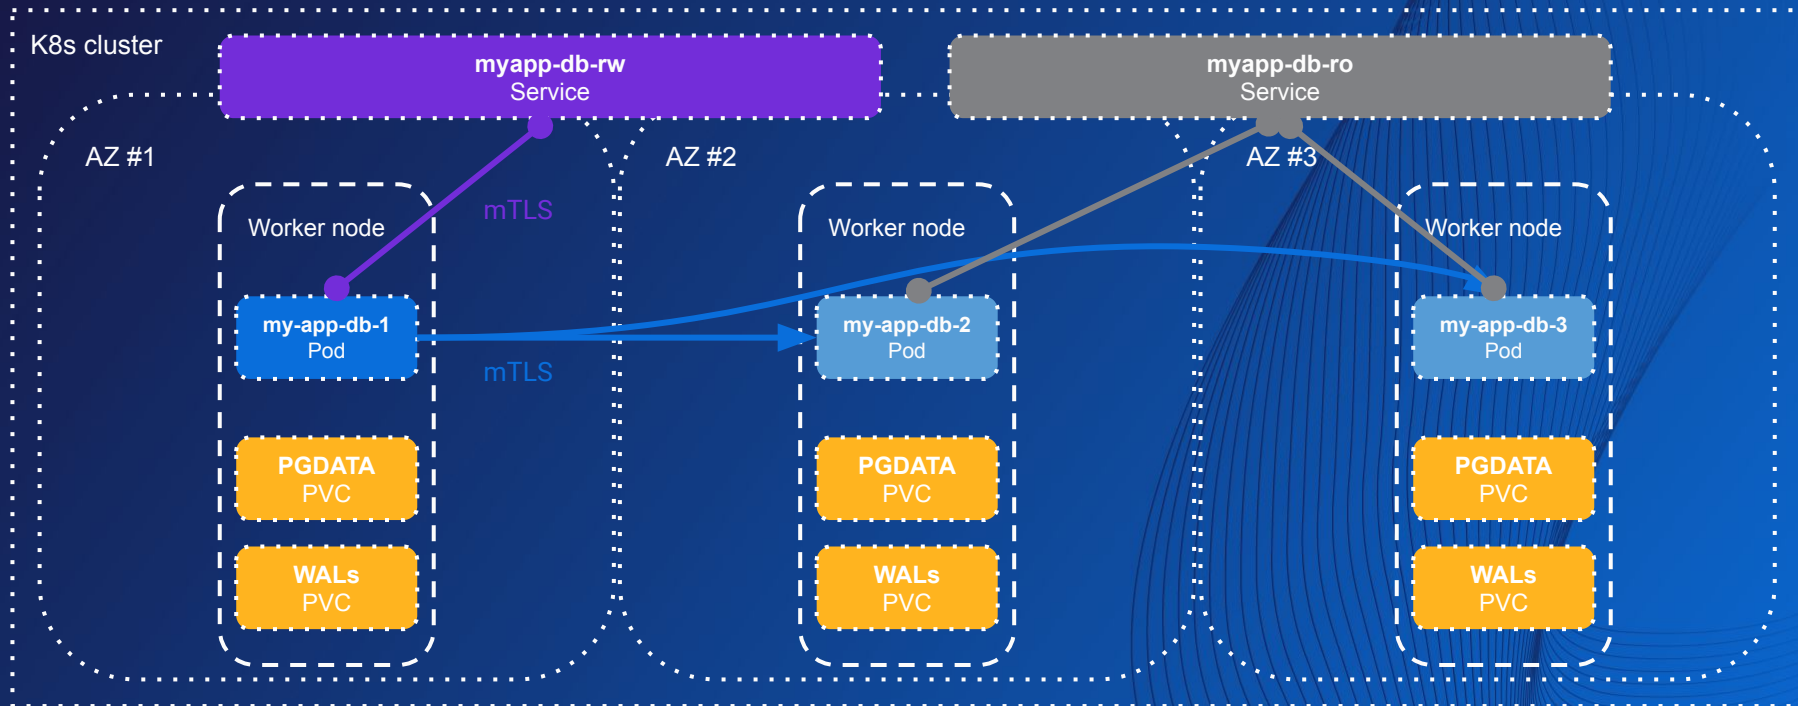 K8s cluster
myapp-db-rw
Service
myapp-db-ro
Service
AZ #1
AZ #2
AZ #3
mTLS
Worker node
Worker node
Worker node
my-app-db-1
Pod
my-app-db-2
Pod
my-app-db-3
Pod
mTLS
PGDATA
PVC
PGDATA
PVC
PGDATA
PVC
WALs
PVC
WALs
PVC
WALs
PVC